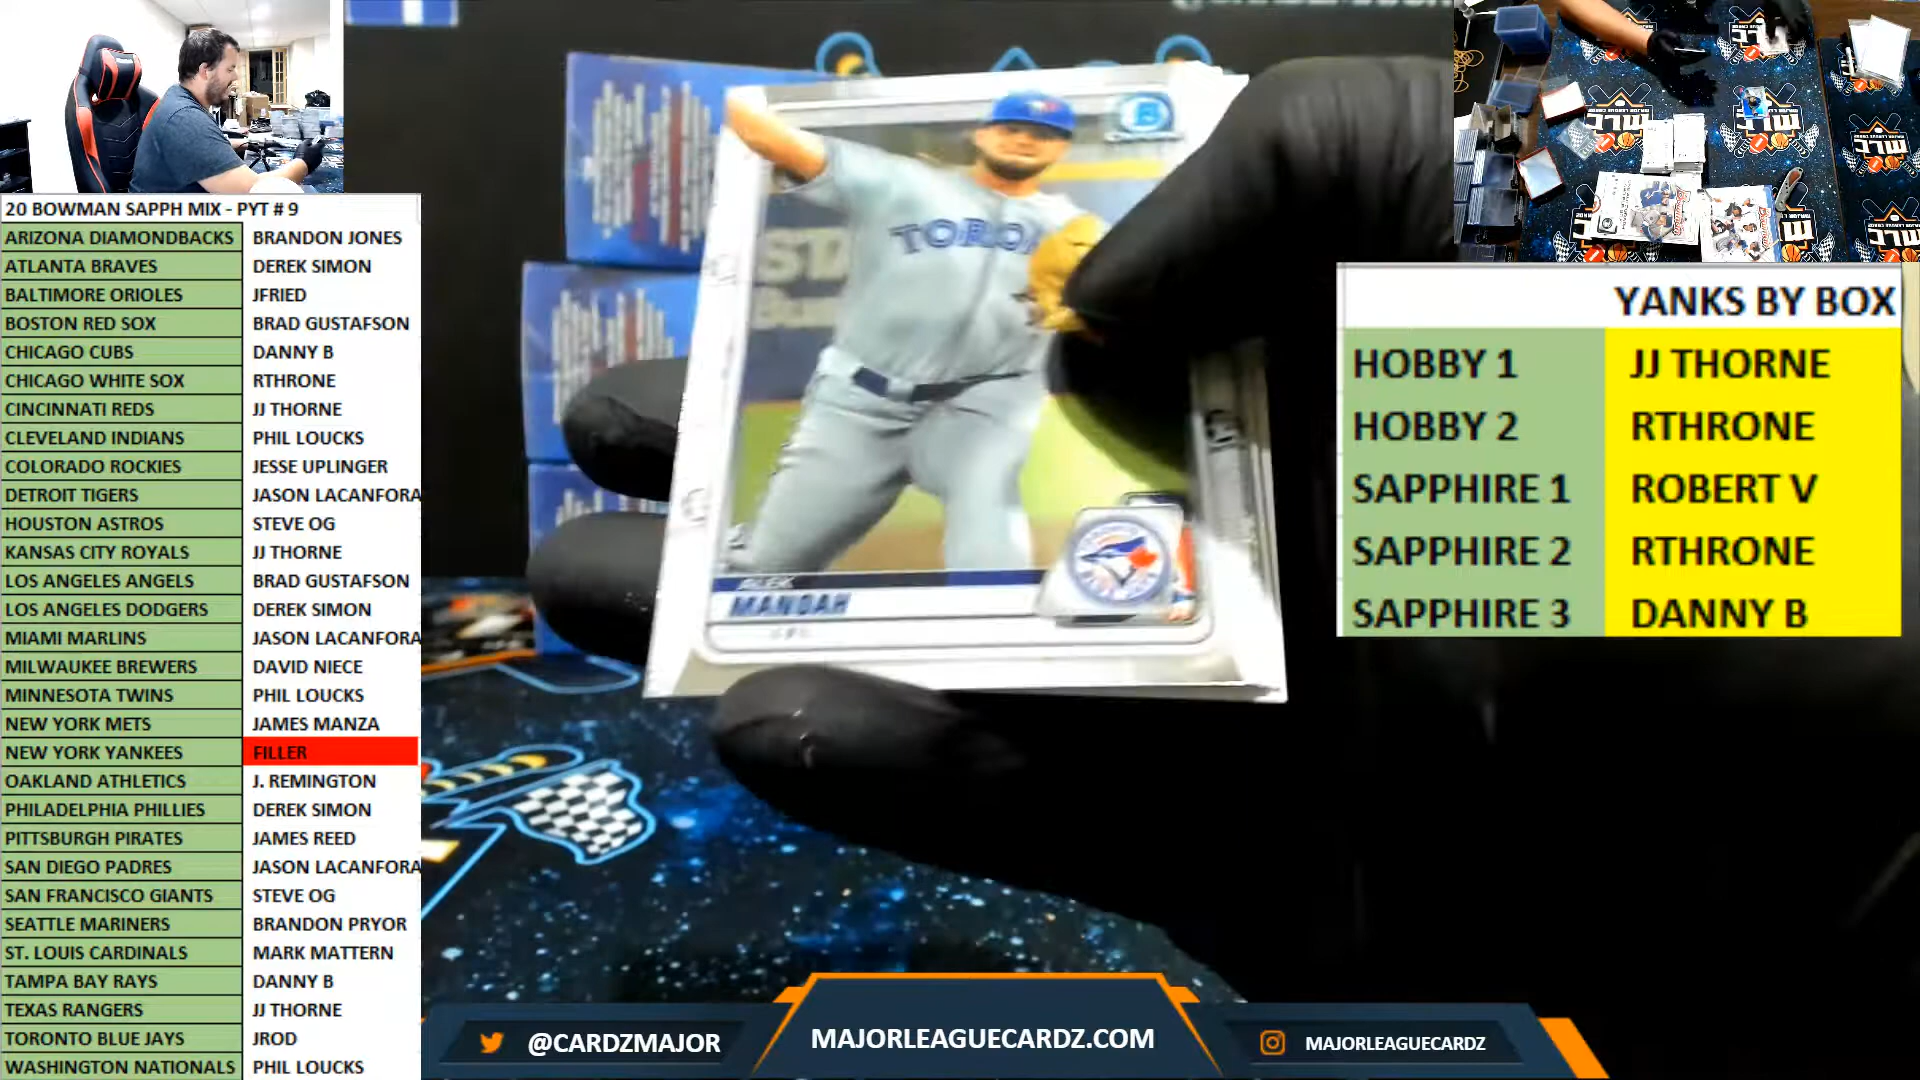 20 BOWMAN SAPPH MIX - PYT # 9
ARIZONA DIAMONDBACKS BRANDON JONES
ATLANTA BRAVES DEREK SIMON
BALTIMORE ORIOLES JFRIED
BOSTON RED SOX BRAD GUSTAFSON
CHICAGO CUBS DANNY B
CHICAGO WHITE SOX RTHRONE
CINCINNATI REDS JJ THORNE
CLEVELAND INDIANS PHIL LOUCKS
COLORADO ROCKIES JESSE UPLINGER
DETROIT TIGERS JASON LACANFORA
HOUSTON ASTROS STEVE OG
KANSAS CITY ROYALS JJ THORNE
LOS ANGELES ANGELS BRAD GUSTAFSON
LOS ANGELES DODGERS DEREK SIMON
MIAMI MARLINS JASON LACANFORA
MILWAUKEE BREWERS DAVID NIECE
MINNESOTA TWINS PHIL LOUCKS
NEW YORK METS JAMES MANZA
NEW YORK YANKEES FILLER
OAKLAND ATHLETICS J. REMINGTON
PHILADELPHIA PHILLIES DEREK SIMON
PITTSBURGH PIRATES JAMES REED
SAN DIEGO PADRES JASON LACANFORA
SAN FRANCISCO GIANTS STEVE OG
SEATTLE MARINERS BRANDON PRYOR
ST. LOUIS CARDINALS MARK MATTERN
TAMPA BAY RAYS DANNY B
TEXAS RANGERS JJ THORNE
TORONTO BLUE JAYS JROD
WASHINGTON NATIONALS PHIL LOUCKS
TORO
ALEK
MANOAH
YANKS BY BOX
HOBBY 1 JJ THORNE
HOBBY 2 RTHRONE
SAPPHIRE 1 ROBERT V
SAPPHIRE 2 RTHRONE
SAPPHIRE 3 DANNY B
@CARDZMAJOR
MAJORLEAGUECARDZ.COM
MAJORLEAGUECARDZ